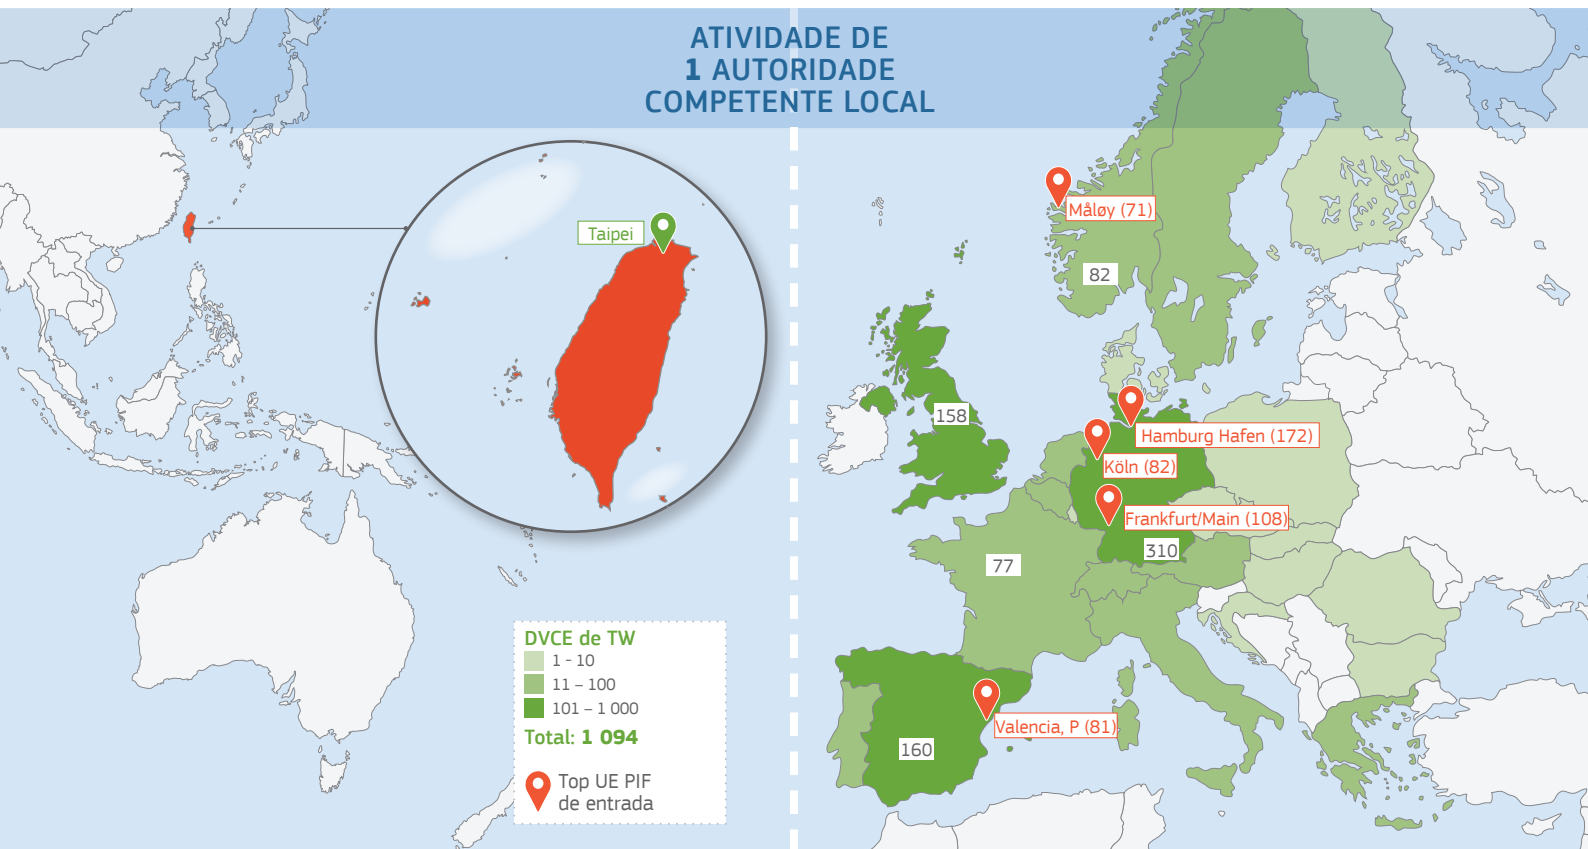 ATIVIDADE DE
1 AUTORIDADE
COMPETENTE LOCAL
Taipei
Måløy (71)
82
158
Hamburg Hafen (172)
Köln (82)
Frankfurt/Main (108)
310
77
Valencia, P (81)
160
DVCE de TW
1 - 10
11 – 100
101 – 1 000
Total: 1 094
Top UE PIF
de entrada